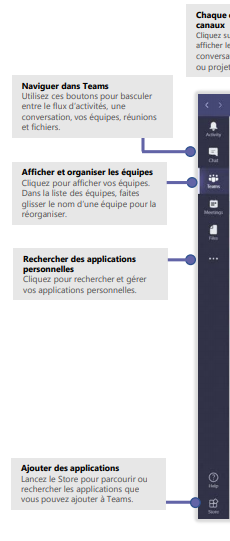 Chaque
canaux
Cliquez su
afficher le
conversa
ou projet
Naviguer dans Teams
Utilisez ces boutons pour basculer
entre le flux d'activités, une
conversation, vos équipes, réunions
et fichiers.
Activity
Chat
Afficher et organiser les équipes
Cliquez pour afficher vos équipes.
Dans la liste des équipes, faites
glisser le nom d'une équipe pour la
réorganiser.
Teams
Meetings
Files
Rechercher des applications
personnelles
Cliquez pour rechercher et gérer
vos applications personnelles.
Ajouter des applications
Lancez le Store pour parcourir ou
rechercher les applications que
vous pouvez ajouter à Teams.
Help
Store